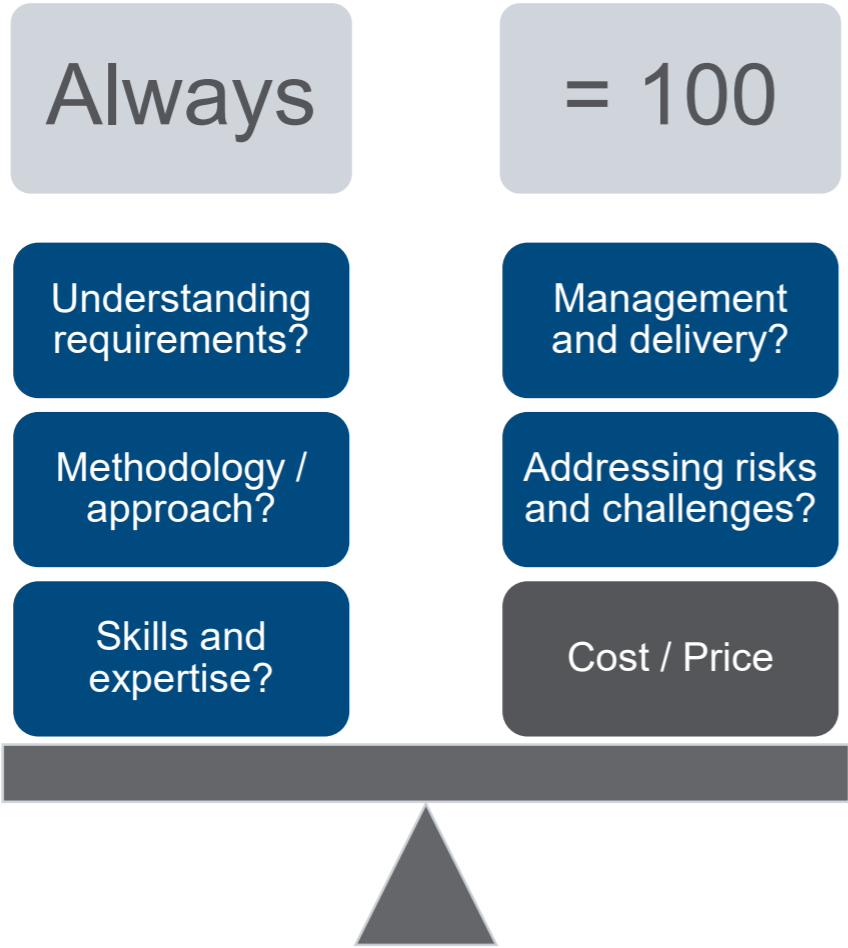 Always
= 100
Understanding
requirements?
Management
and delivery?
Methodology /
approach?
Addressing risks
and challenges?
Skills and
expertise?
Cost / Price